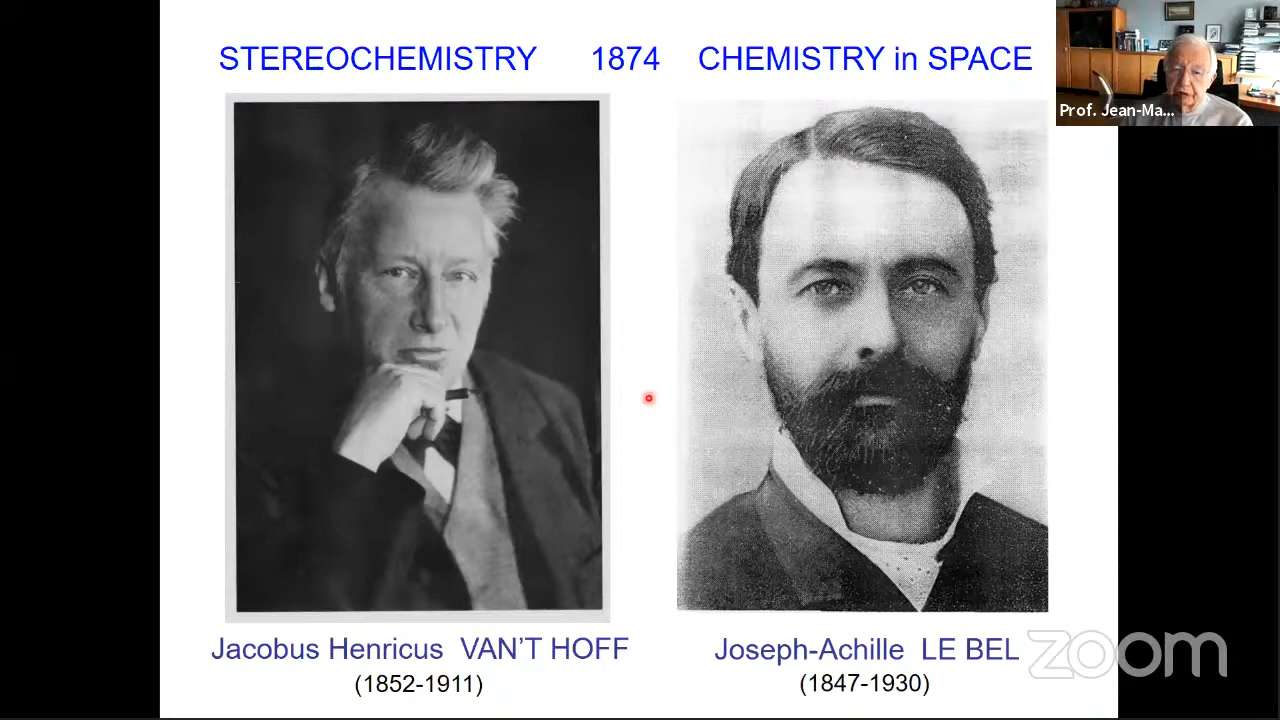 STEREOCHEMISTRY 1874 CHEMISTRY in SPACE
Prof. Jean-Ma...
Jacobus Henricus VAN'T HOFF
(1852-1911)
Joseph-Achille LE BEL
(1847-1930)
zoom